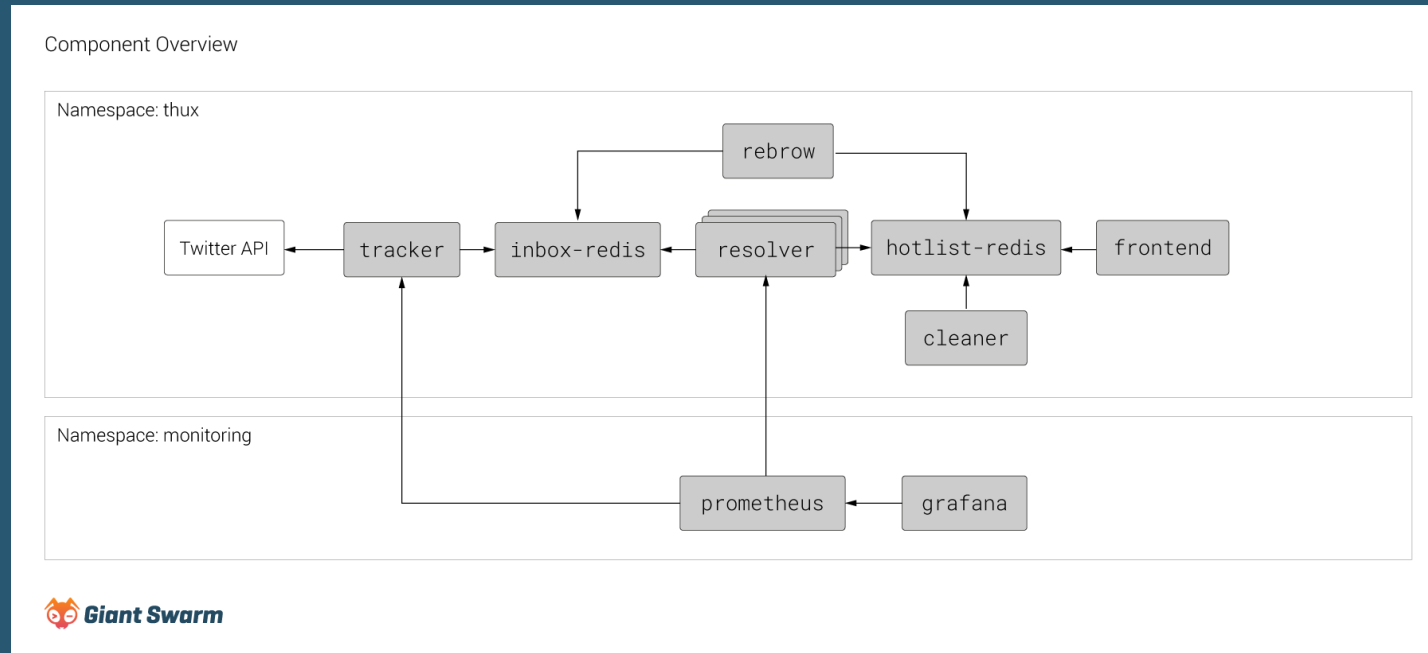 Component Overview
Namespace: thux
rebrow
Twitter API
tracker
inbox-redis
resolver
hotlist-redis
frontend
cleaner
Namespace: monitoring
prometheus
grafana
Giant Swarm